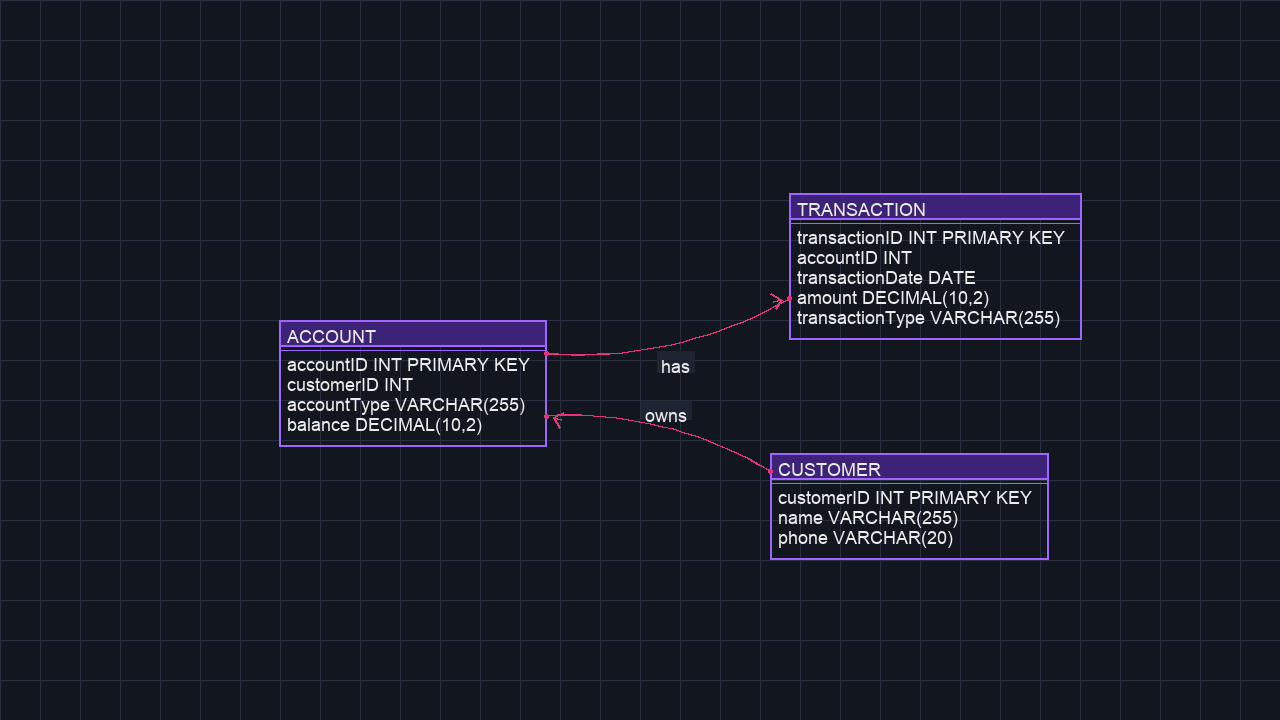 TRANSACTION
transactionID INT PRIMARY KEY
accountID INT
transactionDate DATE
amount DECIMAL(10,2)
transactionType VARCHAR(255)
ACCOUNT
accountID INT PRIMARY KEY
customerID INT
accountType VARCHAR(255)
balance DECIMAL(10,2)
has
owns
CUSTOMER
customerID INT PRIMARY KEY
name VARCHAR(255)
phone VARCHAR(20)